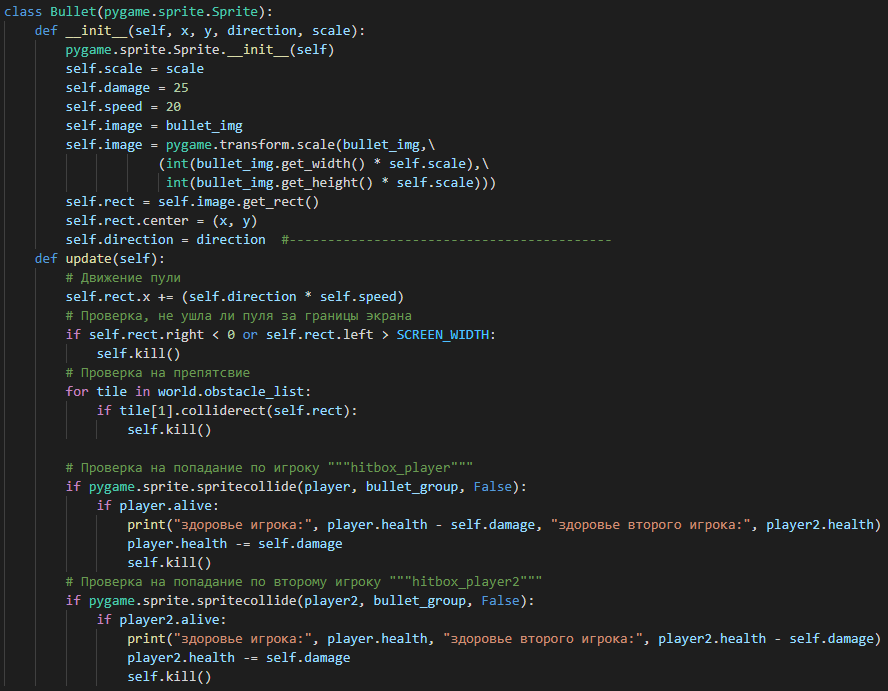 class Bullet(pygame.sprite.Sprite):
    def __init__(self, x, y, direction, scale):
        pygame.sprite.Sprite.__init__(self)
        self.scale = scale
        self.damage = 25
        self.speed = 20
        self.image = bullet_img
        self.image = pygame.transform.scale(bullet_img,\
                    (int(bullet_img.get_width() * self.scale),\
                     int(bullet_img.get_height() * self.scale)))
        self.rect = self.image.get_rect()
        self.rect.center = (x, y)
        self.direction = direction  #------------------------------------------
    def update(self):
        # Движение пули
        self.rect.x += (self.direction * self.speed)
        # Проверка, не ушла ли пуля за границы экрана
        if self.rect.right < 0 or self.rect.left > SCREEN_WIDTH:
            self.kill()
        # Проверка на препятсвие
        for tile in world.obstacle_list:
            if tile[1].colliderect(self.rect):
                self.kill()

        # Проверка на попадание по игроку """hitbox_player"""
        if pygame.sprite.spritecollide(player, bullet_group, False):
            if player.alive:
                print("здоровье игрока:", player.health - self.damage, "здоровье второго игрока:", player2.health)
                player.health -= self.damage
                self.kill()
        # Проверка на попадание по второму игроку """hitbox_player2"""
        if pygame.sprite.spritecollide(player2, bullet_group, False):
            if player2.alive:
                print("здоровье игрока:", player.health, "здоровье второго игрока:", player2.health - self.damage)
                player2.health -= self.damage
                self.kill()